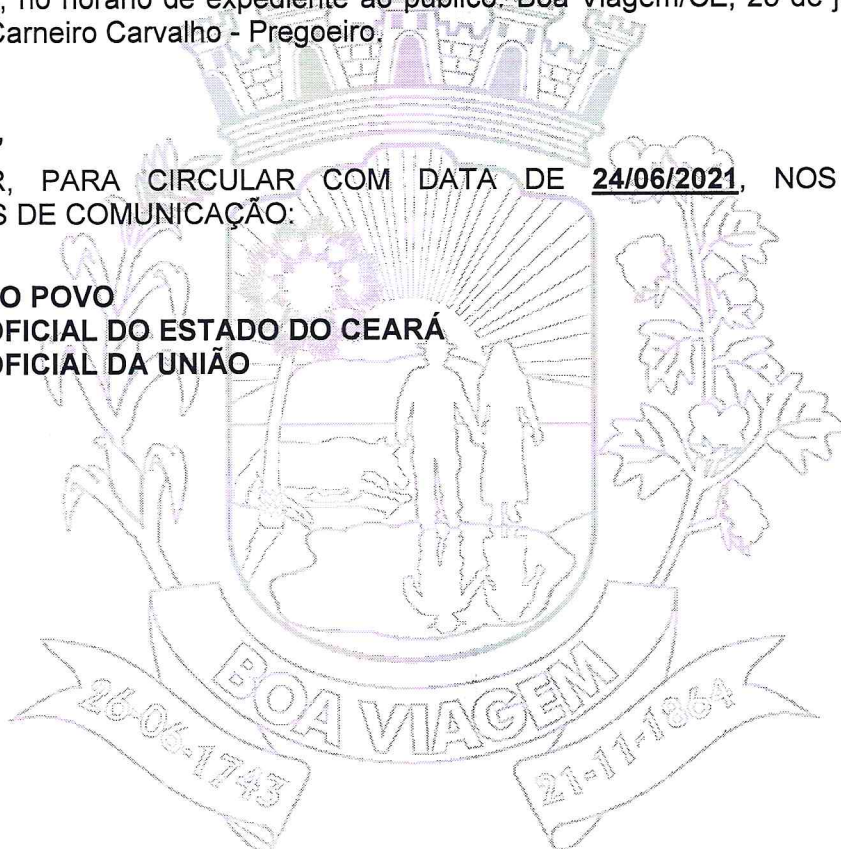 , no horário de expediente ao público. Boa Viagem/CE, 23 de j
Carneiro Carvalho - Pregoeiro.
R, PARA CIRCULAR COM DATA DE 24/06/2021, NOS
S DE COMUNICAÇÃO:
O POVO
OFICIAL DO ESTADO DO CEARÁ
OFICIAL DA UNIÃO
BOA VIAGEM
26-06-1743
21-11-1864